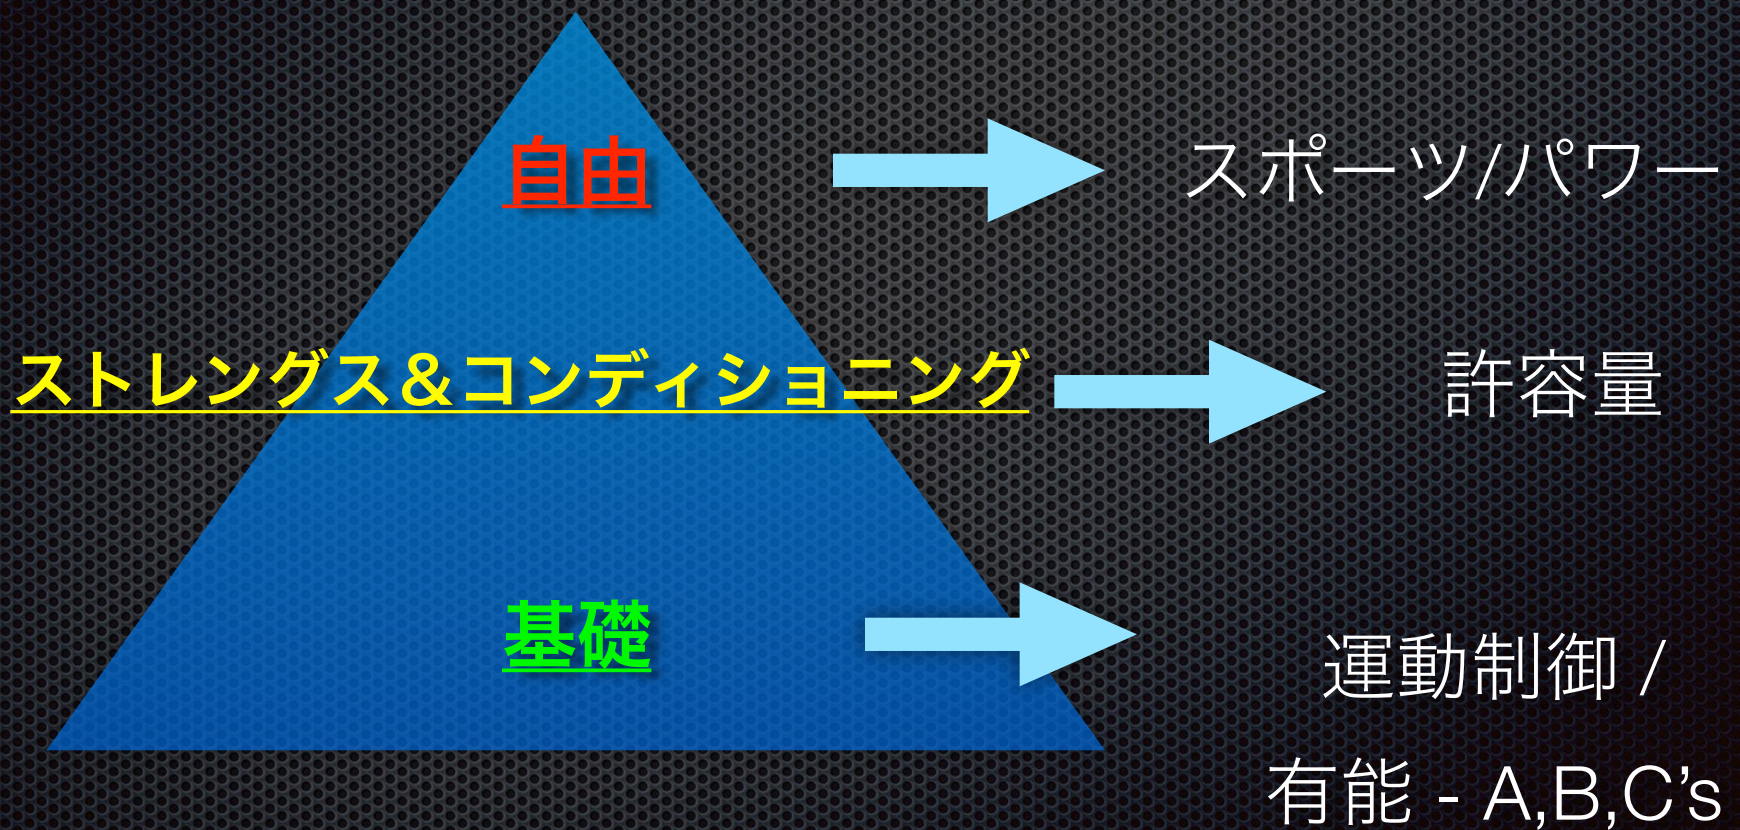 自由
スポーツ/パワー
ストレングス&コンディショニング
許容量
基礎
運動制御 /
有能 - A,B,C’s